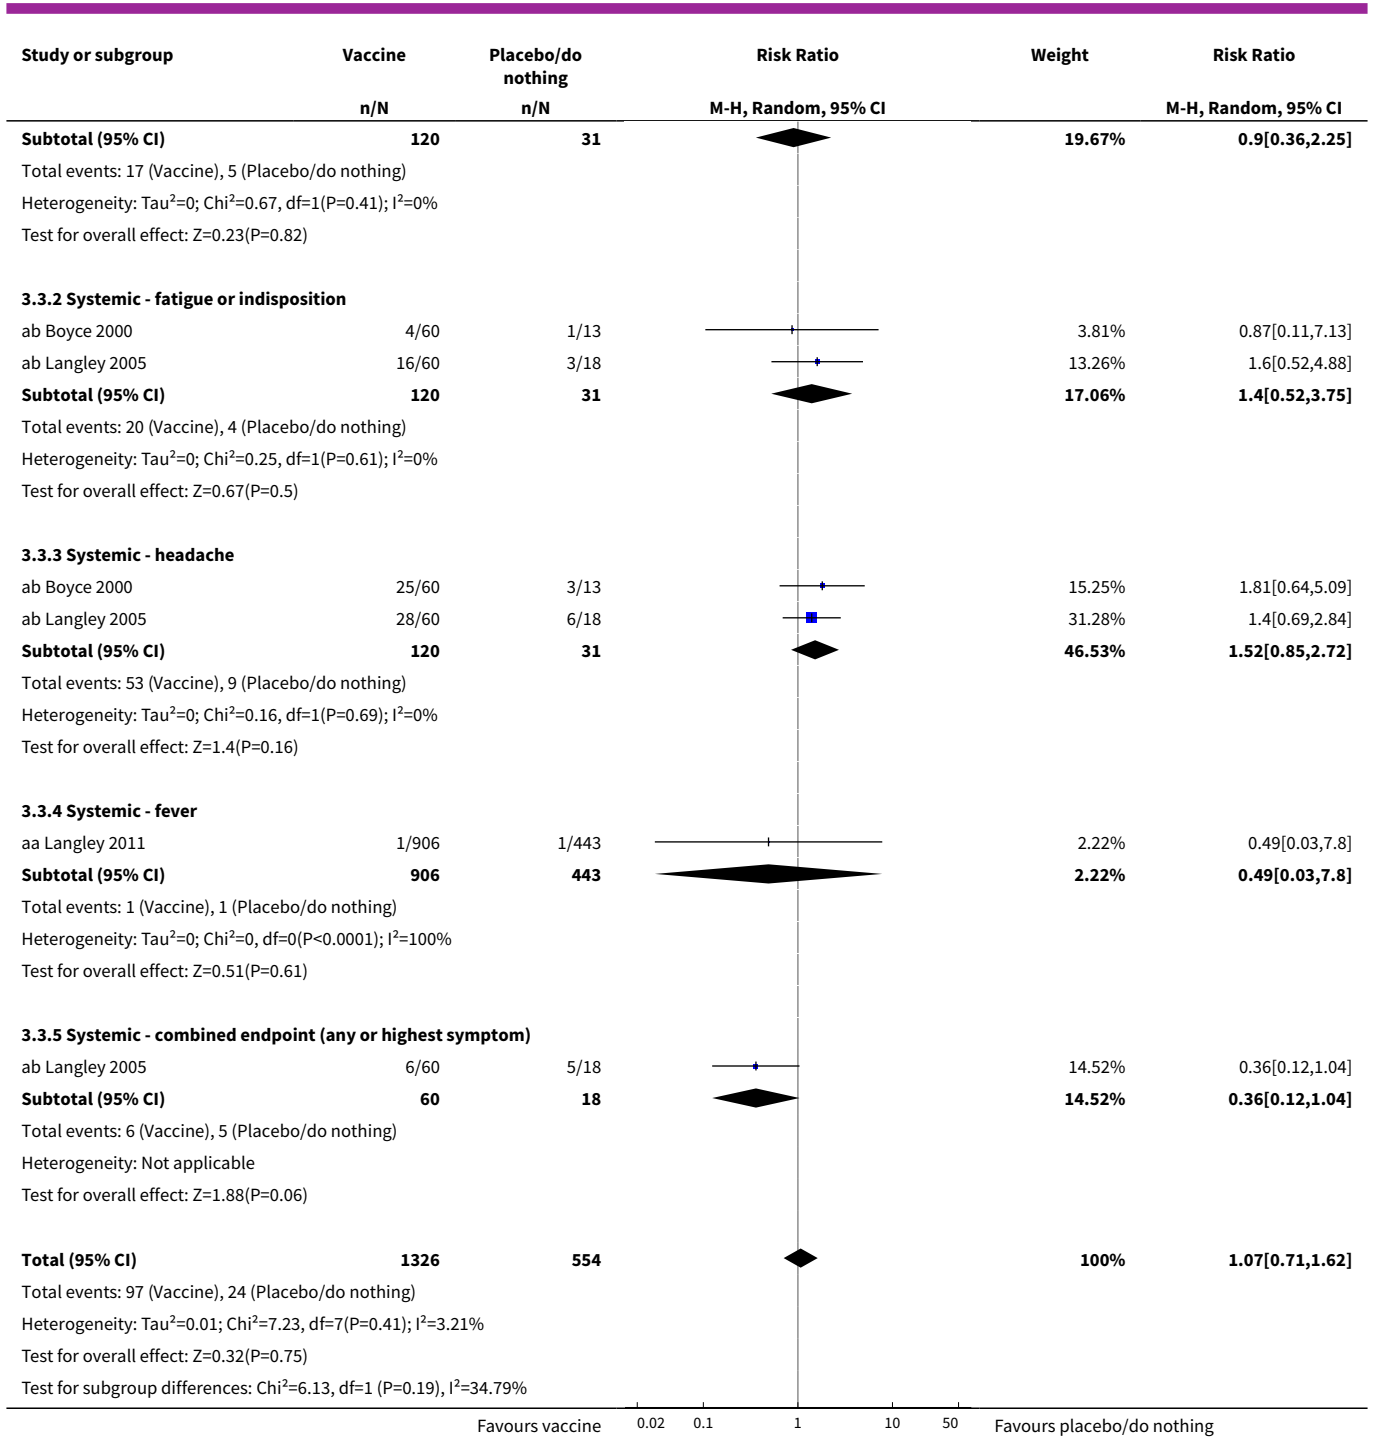 Study or subgroup Vaccine Placebo/do nothing Risk Ratio Weight Risk Ratio
n/N n/N M-H, Random, 95% CI M-H, Random, 95% CI
Subtotal (95% CI) 120 31 19.67% 0.9[0.36,2.25]
Total events: 17 (Vaccine), 5 (Placebo/do nothing)
Heterogeneity: Tau²=0; Chi²=0.67, df=1(P=0.41); I²=0%
Test for overall effect: Z=0.23(P=0.82)
3.3.2 Systemic - fatigue or indisposition
ab Boyce 2000 4/60 1/13 3.81% 0.87[0.11,7.13]
ab Langley 2005 16/60 3/18 13.26% 1.6[0.52,4.88]
Subtotal (95% CI) 120 31 17.06% 1.4[0.52,3.75]
Total events: 20 (Vaccine), 4 (Placebo/do nothing)
Heterogeneity: Tau²=0; Chi²=0.25, df=1(P=0.61); I²=0%
Test for overall effect: Z=0.67(P=0.5)
3.3.3 Systemic - headache
ab Boyce 2000 25/60 3/13 15.25% 1.81[0.64,5.09]
ab Langley 2005 28/60 6/18 31.28% 1.4[0.69,2.84]
Subtotal (95% CI) 120 31 46.53% 1.52[0.85,2.72]
Total events: 53 (Vaccine), 9 (Placebo/do nothing)
Heterogeneity: Tau²=0; Chi²=0.16, df=1(P=0.69); I²=0%
Test for overall effect: Z=1.4(P=0.16)
3.3.4 Systemic - fever
aa Langley 2011 1/906 1/443 2.22% 0.49[0.03,7.8]
Subtotal (95% CI) 906 443 2.22% 0.49[0.03,7.8]
Total events: 1 (Vaccine), 1 (Placebo/do nothing)
Heterogeneity: Tau²=0; Chi²=0, df=0(P<0.0001); I²=100%
Test for overall effect: Z=0.51(P=0.61)
3.3.5 Systemic - combined endpoint (any or highest symptom)
ab Langley 2005 6/60 5/18 14.52% 0.36[0.12,1.04]
Subtotal (95% CI) 60 18 14.52% 0.36[0.12,1.04]
Total events: 6 (Vaccine), 5 (Placebo/do nothing)
Heterogeneity: Not applicable
Test for overall effect: Z=1.88(P=0.06)
Total (95% CI) 1326 554 100% 1.07[0.71,1.62]
Total events: 97 (Vaccine), 24 (Placebo/do nothing)
Heterogeneity: Tau²=0.01; Chi²=7.23, df=7(P=0.41); I²=3.21%
Test for overall effect: Z=0.32(P=0.75)
Test for subgroup differences: Chi²=6.13, df=1 (P=0.19), I²=34.79%
Favours vaccine 0.02 0.1 1 10 50 Favours placebo/do nothing